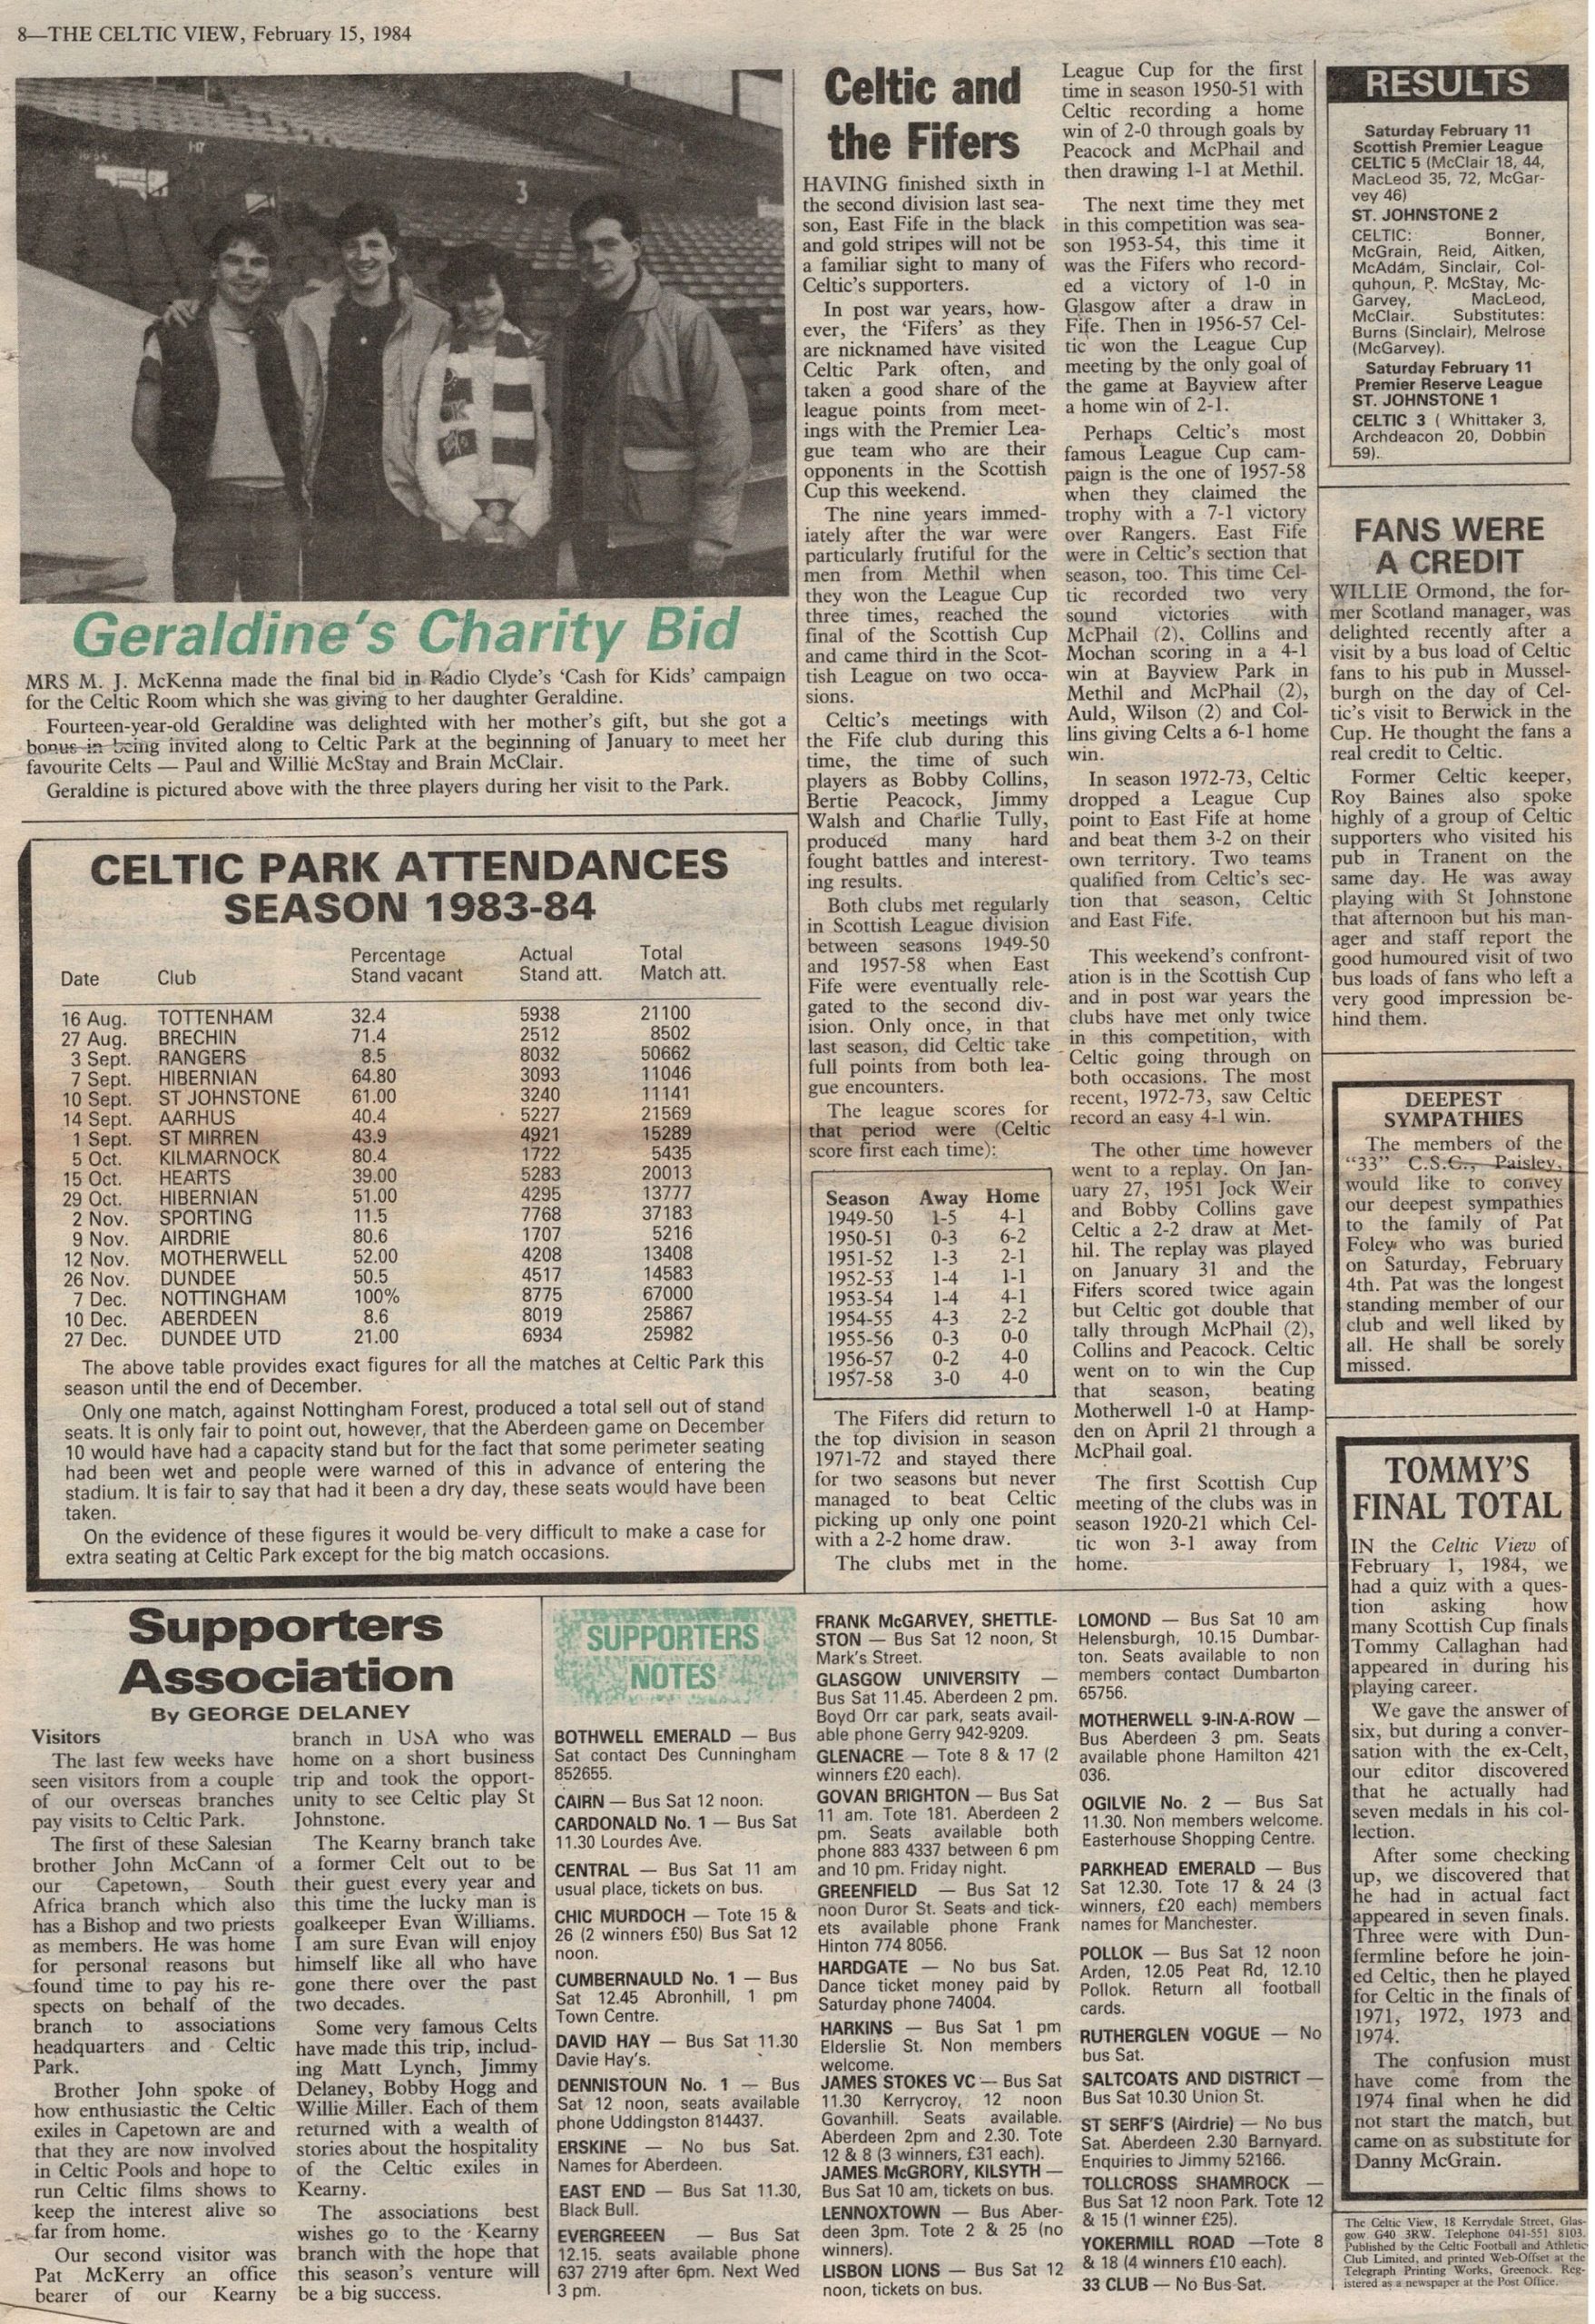 8—THE CELTIC VIEW, February 15, 1984
3
Geraldine's Charity Bid
MRS M. J. McKENNA made the final bid in Radio Clyde's 'Cash for Kids' campaign
for the Celtic Room which she was giving to her daughter Geraldine.
Fourteen-year-old Geraldine was delighted with her mother's gift, but she got a
bonus in being invited along to Celtic Park at the beginning of January to meet her
favourite Celts — Paul and Willie McStay and Brain McClair.
Geraldine is pictured above with the three players during her visit to the Park.
CELTIC PARK ATTENDANCES
SEASON 1983-84
Date Club Percentage Stand vacant Actual Stand att. Total Match att.
16 Aug. TOTTENHAM 32.4 5938 21100
27 Aug. BRECHIN 71.4 2512 8502
3 Sept. RANGERS 8.5 8032 50662
7 Sept. HIBERNIAN 64.80 3093 11046
10 Sept. ST JOHNSTONE 61.00 3240 11141
14 Sept. AARHUS 40.4 5227 21569
1 Sept. ST MIRREN 43.9 4921 15289
5 Oct. KILMARNOCK 80.4 1722 5435
15 Oct. HEARTS 39.00 5283 20013
29 Oct. HIBERNIAN 51.00 4295 13777
2 Nov. SPORTING 11.5 7768 37183
9 Nov. AIRDRIE 80.6 1707 5216
12 Nov. MOTHERWELL 52.00 4208 13408
26 Nov. DUNDEE 50.5 4517 14583
7 Dec. NOTTINGHAM 100% 8775 67000
10 Dec. ABERDEEN 8.6 8019 25867
27 Dec. DUNDEE UTD 21.00 6934 25982
The above table provides exact figures for all the matches at Celtic Park this
season until the end of December.
Only one match, against Nottingham Forest, produced a total sell out of stand
seats. It is only fair to point out, however, that the Aberdeen game on December
10 would have had a capacity stand but for the fact that some perimeter seating
had been wet and people were warned of this in advance of entering the
stadium. It is fair to say that had it been a dry day, these seats would have been
taken.
On the evidence of these figures it would be very difficult to make a case for
extra seating at Celtic Park except for the big match occasions.
Celtic and
the Fifers
HAVING finished sixth in
the second division last sea-
son, East Fife in the black
and gold stripes will not be
a familiar sight to many of
Celtic's supporters.
In post war years, how-
ever, the 'Fifers' as they
are nicknamed have visited
Celtic Park often, and
taken a good share of the
league points from meet-
ings with the Premier Lea-
gue team who are their
opponents in the Scottish
Cup this weekend.
The nine years immed-
iately after the war were
particularly frutiful for the
men from Methil when
they won the League Cup
three times, reached the
final of the Scottish Cup
and came third in the Scot-
tish League on two occa-
sions.
Celtic's meetings with
the Fife club during this
time, the time of such
players as Bobby Collins,
Bertie Peacock, Jimmy
Walsh and Charlie Tully,
produced many hard
fought battles and interest-
ing results.
Both clubs met regularly
in Scottish League division
between seasons 1949-50
and 1957-58 when East
Fife were eventually rele-
gated to the second div-
ision. Only once, in that
last season, did Celtic take
full points from both lea-
gue encounters.
The league scores for
that period were (Celtic
score first each time):
Season Away Home
1949-50 1-5 4-1
1950-51 0-3 6-2
1951-52 1-3 2-1
1952-53 1-4 1-1
1953-54 1-4 4-1
1954-55 4-3 2-2
1955-56 0-3 0-0
1956-57 0-2 4-0
1957-58 3-0 4-0
The Fifers did return to
the top division in season
1971-72 and stayed there
for two seasons but never
managed to beat Celtic
picking up only one point
with a 2-2 home draw.
The clubs met in the
League Cup for the first
time in season 1950-51 with
Celtic recording a home
win of 2-0 through goals by
Peacock and McPhail and
then drawing 1-1 at Methil.
The next time they met
in this competition was sea-
son 1953-54, this time it
was the Fifers who record-
ed a victory of 1-0 in
Glasgow after a draw in
Fife. Then in 1956-57 Cel-
tic won the League Cup
meeting by the only goal of
the game at Bayview after
a home win of 2-1.
Perhaps Celtic's most
famous League Cup cam-
paign is the one of 1957-58
when they claimed the
trophy with a 7-1 victory
over Rangers. East Fife
were in Celtic's section that
season, too. This time Cel-
tic recorded two very
sound victories with
McPhail (2), Collins and
Mochan scoring in a 4-1
win at Bayview Park in
Methil and McPhail (2),
Auld, Wilson (2) and Col-
lins giving Celts a 6-1 home
win.
In season 1972-73, Celtic
dropped a League Cup
point to East Fife at home
and beat them 3-2 on their
own territory. Two teams
qualified from Celtic's sec-
tion that season, Celtic
and East Fife.
This weekend's confront-
ation is in the Scottish Cup
and in post war years the
clubs have met only twice
in this competition, with
Celtic going through on
both occasions. The most
recent, 1972-73, saw Celtic
record an easy 4-1 win.
The other time however
went to a replay. On Jan-
uary 27, 1951 Jock Weir
and Bobby Collins gave
Celtic a 2-2 draw at Met-
hil. The replay was played
on January 31 and the
Fifers scored twice again
but Celtic got double that
tally through McPhail (2),
Collins and Peacock. Celtic
went on to win the Cup
that season, beating
Motherwell 1-0 at Hamp-
den on April 21 through a
McPhail goal.
The first Scottish Cup
meeting of the clubs was in
season 1920-21 which Cel-
tic won 3-1 away from
home.
RESULTS
Saturday February 11
Scottish Premier League
CELTIC 5 (McClair 18, 44,
MacLeod 35, 72, McGar-
vey 46)
ST. JOHNSTONE 2
CELTIC: Bonner,
McGrain, Reid, Aitken,
McAdam, Sinclair, Col-
quhoun, P. McStay, Mc-
Garvey, MacLeod,
McClair. Substitutes:
Burns (Sinclair), Melrose
(McGarvey).
Saturday February 11
Premier Reserve League
ST. JOHNSTONE 1
CELTIC 3 ( Whittaker 3,
Archdeacon 20, Dobbin
59).
FANS WERE
A CREDIT
WILLIE Ormond, the for-
mer Scotland manager, was
delighted recently after a
visit by a bus load of Celtic
fans to his pub in Mussel-
burgh on the day of Cel-
tic's visit to Berwick in the
Cup. He thought the fans a
real credit to Celtic.
Former Celtic keeper,
Roy Baines also spoke
highly of a group of Celtic
supporters who visited his
pub in Tranent on the
same day. He was away
playing with St Johnstone
that afternoon but his man-
ager and staff report the
good humoured visit of two
bus loads of fans who left a
very good impression be-
hind them.
DEEPEST
SYMPATHIES
The members of the
"33" C.S.C., Paisley,
would like to convey
our deepest sympathies
to the family of Pat
Foley who was buried
on Saturday, February
4th. Pat was the longest
standing member of our
club and well liked by
all. He shall be sorely
missed.
TOMMY'S
FINAL TOTAL
IN the Celtic View of
February 1, 1984, we
had a quiz with a ques-
tion asking how
many Scottish Cup finals
Tommy Callaghan had
appeared in during his
playing career.
We gave the answer of
six, but during a conver-
sation with the ex-Celt,
our editor discovered
that he actually had
seven medals in his col-
lection.
After some checking
up, we discovered that
he had in actual fact
appeared in seven finals.
Three were with Dun-
fermline before he join-
ed Celtic, then he played
for Celtic in the finals of
1971, 1972, 1973 and
1974.
The confusion must
have come from the
1974 final when he did
not start the match, but
came on as substitute for
Danny McGrain.
Supporters
Association
By GEORGE DELANEY
Visitors
The last few weeks have
seen visitors from a couple
of our overseas branches
pay visits to Celtic Park.
The first of these Salesian
brother John McCann of
our Capetown, South
Africa branch which also
has a Bishop and two priests
as members. He was home
for personal reasons but
found time to pay his re-
spects on behalf of the
branch to associations
headquarters and Celtic
Park.
Brother John spoke of
how enthusiastic the Celtic
exiles in Capetown are and
that they are now involved
in Celtic Pools and hope to
run Celtic films shows to
keep the interest alive so
far from home.
Our second visitor was
Pat McKerry an office
bearer of our Kearny
branch in USA who was
home on a short business
trip and took the opport-
unity to see Celtic play St
Johnstone.
The Kearny branch take
a former Celt out to be
their guest every year and
this time the lucky man is
goalkeeper Evan Williams.
I am sure Evan will enjoy
himself like all who have
gone there over the past
two decades.
Some very famous Celts
have made this trip, includ-
ing Matt Lynch, Jimmy
Delaney, Bobby Hogg and
Willie Miller. Each of them
returned with a wealth of
stories about the hospitality
of the Celtic exiles in
Kearny.
The associations best
wishes go to the Kearny
branch with the hope that
this season's venture will
be a big success.
SUPPORTERS
NOTES
BOTHWELL EMERALD — Bus
Sat contact Des Cunningham
852655.
CAIRN — Bus Sat 12 noon.
CARDONALD No. 1 — Bus Sat
11.30 Lourdes Ave.
CENTRAL — Bus Sat 11 am
usual place, tickets on bus.
CHIC MURDOCH — Tote 15 &
26 (2 winners £50) Bus Sat 12
noon.
CUMBERNAULD No. 1 — Bus
Sat 12.45 Abronhill, 1 pm
Town Centre.
DAVID HAY — Bus Sat 11.30
Davie Hay's.
DENNISTOUN No. 1 — Bus
Sat 12 noon, seats available
phone Uddingston 814437.
ERSKINE — No bus Sat.
Names for Aberdeen.
EAST END — Bus Sat 11.30,
Black Bull.
EVERGREEEN — Bus Sat
12.15. seats available phone
637 2719 after 6pm. Next Wed
3 pm.
FRANK McGARVEY, SHETTLE-
STON — Bus Sat 12 noon, St
Mark's Street.
GLASGOW UNIVERSITY —
Bus Sat 11.45. Aberdeen 2 pm.
Boyd Orr car park, seats avail-
able phone Gerry 942-9209.
GLENACRE — Tote 8 & 17 (2
winners £20 each).
GOVAN BRIGHTON — Bus Sat
11 am. Tote 181. Aberdeen 2
pm. Seats available both
phone 883 4337 between 6 pm
and 10 pm. Friday night.
GREENFIELD — Bus Sat 12
noon Duror St. Seats and tick-
ets available phone Frank
Hinton 774 8056.
HARDGATE — No bus Sat.
Dance ticket money paid by
Saturday phone 74004.
HARKINS — Bus Sat 1 pm
Elderslie St. Non members
welcome.
JAMES STOKES VC — Bus Sat
11.30 Kerrycroy, 12 noon
Govanhill. Seats available.
Aberdeen 2pm and 2.30. Tote
12 & 8 (3 winners, £31 each).
JAMES McGRORY, KILSYTH —
Bus Sat 10 am, tickets on bus.
LENNOXTOWN — Bus Aber-
deen 3pm. Tote 2 & 25 (no
winners).
LISBON LIONS — Bus Sat 12
noon, tickets on bus.
LOMOND — Bus Sat 10 am
Helensburgh, 10.15 Dumbar-
ton. Seats available to non
members contact Dumbarton
65756.
MOTHERWELL 9-IN-A-ROW —
Bus Aberdeen 3 pm. Seats
available phone Hamilton 421
036.
OGILVIE No. 2 — Bus Sat
11.30. Non members welcome.
Easterhouse Shopping Centre.
PARKHEAD EMERALD — Bus
Sat 12.30. Tote 17 & 24 (3
winners, £20 each) members
names for Manchester.
POLLOK — Bus Sat 12 noon
Arden, 12.05 Peat Rd, 12.10
Pollok. Return all football
cards.
RUTHERGLEN VOGUE — No
bus Sat.
SALTCOATS AND DISTRICT —
Bus Sat 10.30 Union St.
ST SERF'S (Airdrie) — No bus
Sat. Aberdeen 2.30 Barnyard.
Enquiries to Jimmy 52166.
TOLLCROSS SHAMROCK —
Bus Sat 12 noon Park. Tote 12
& 15 (1 winner £25).
YOKERMILL ROAD —Tote 8
& 18 (4 winners £10 each).
33 CLUB — No Bus Sat.
The Celtic View, 18 Kerrydale Street, Glas-
gow G40 3RW. Telephone 041-551 8103.
Published by the Celtic Football and Athletic
Club Limited, and printed Web-Offset at the
Telegraph Printing Works, Greenock. Reg-
istered as a newspaper at the Post Office.